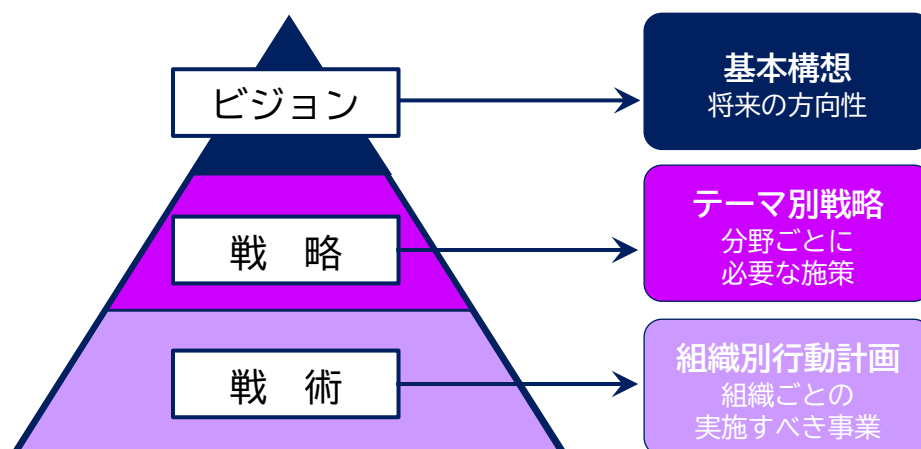 ビジョン
基本構想
将来の方向性
戦　略
テーマ別戦略
分野ごとに
必要な施策
戦　術
組織別行動計画
組織ごとの
実施すべき事業